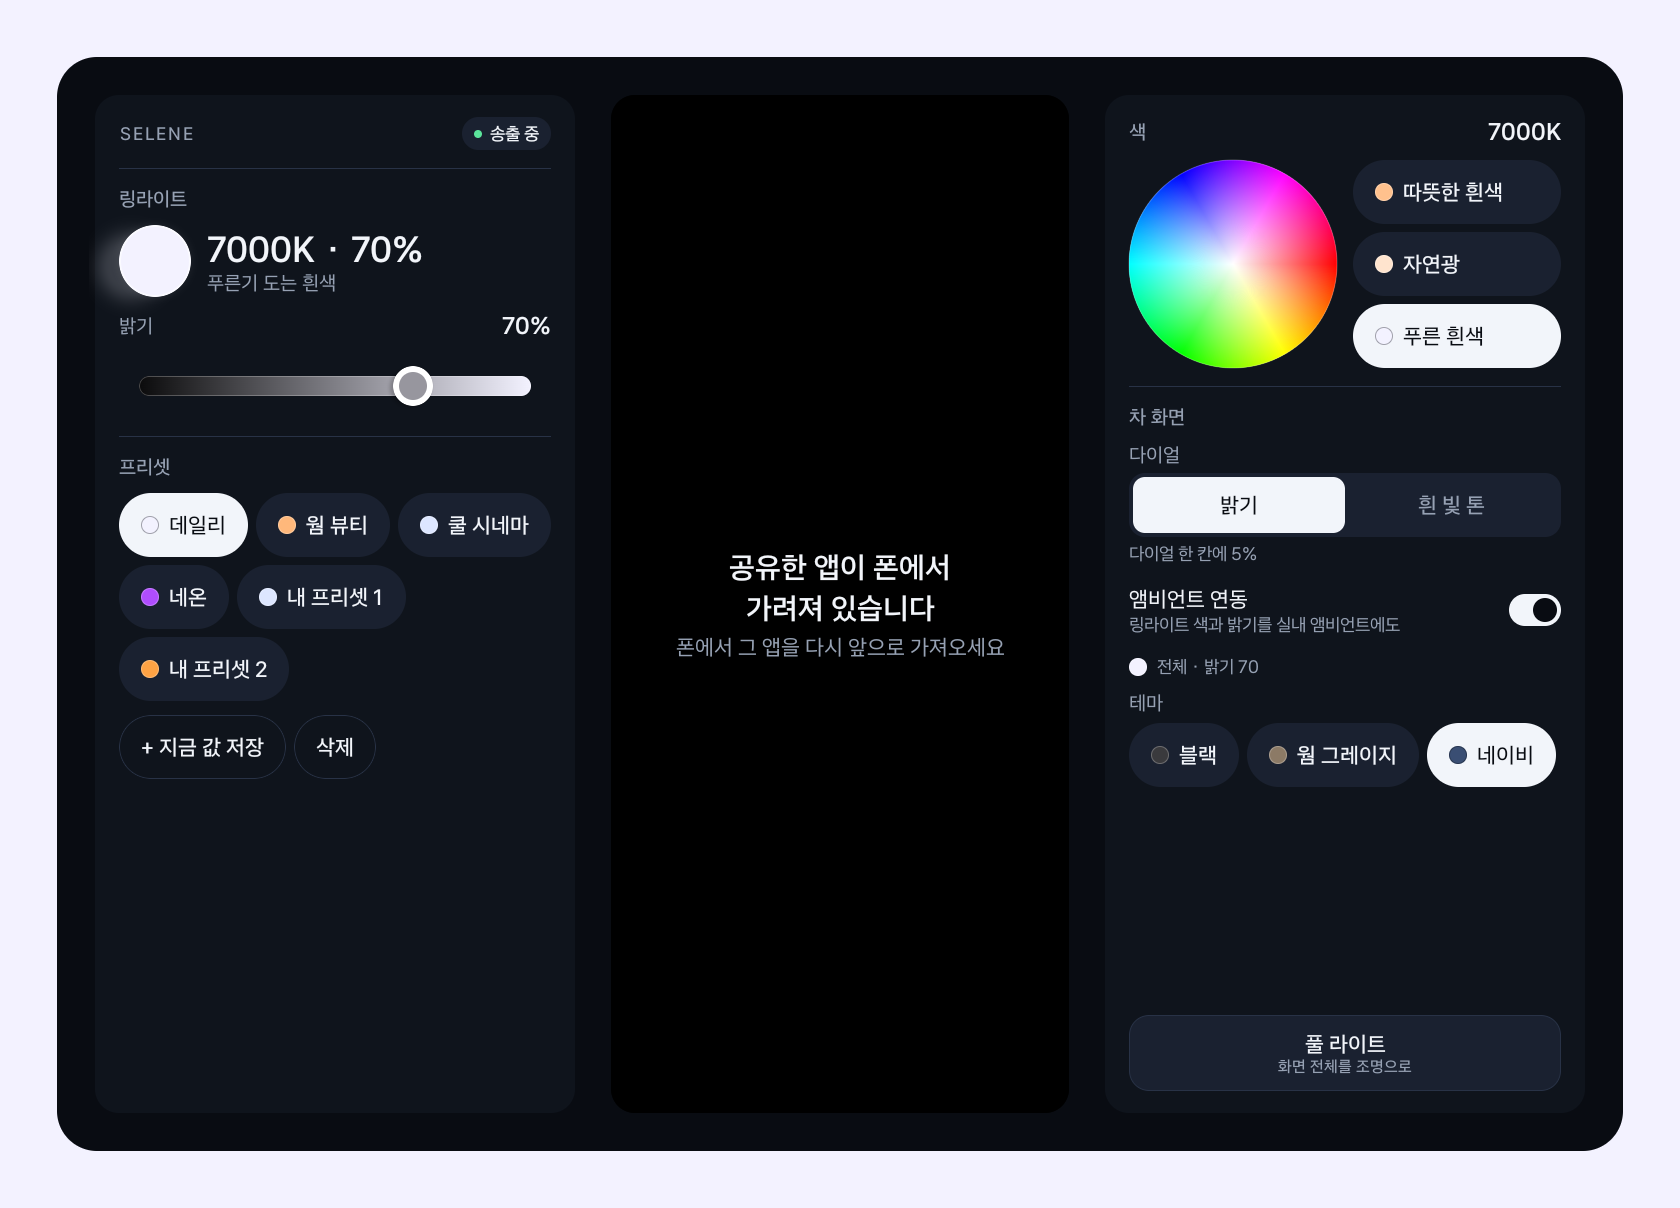 SELENE
송출 중
링라이트
7000K · 70%
푸른기 도는 흰색
밝기
70%
프리셋
데일리
웜 뷰티
쿨 시네마
네온
내 프리셋 1
내 프리셋 2
+ 지금 값 저장
삭제
공유한 앱이 폰에서
가려져 있습니다
폰에서 그 앱을 다시 앞으로 가져오세요
색
7000K
따뜻한 흰색
자연광
푸른 흰색
차 화면
다이얼
밝기
흰 빛 톤
다이얼 한 칸에 5%
앰비언트 연동
링라이트 색과 밝기를 실내 앰비언트에도
전체 · 밝기 70
테마
블랙
웜 그레이지
네이비
풀 라이트
화면 전체를 조명으로